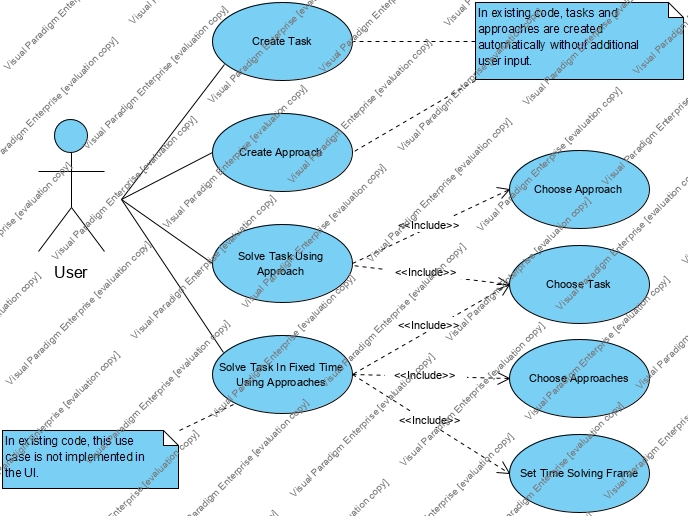 Create Task
In existing code, tasks and
approaches are created
automatically without additional
user input.
Create Approach
Choose Approach
<<Include>>
User
Solve Task Using
Approach
<<Include>>
Choose Task
<<Include>>
Solve Task In Fixed Time
Using Approaches
<<Include>>
Choose Approaches
<<Include>>
In existing code, this use
case is not implemented in
the UI.
Set Time Solving Frame
Visual Paradigm Enterprise [evaluation copy]